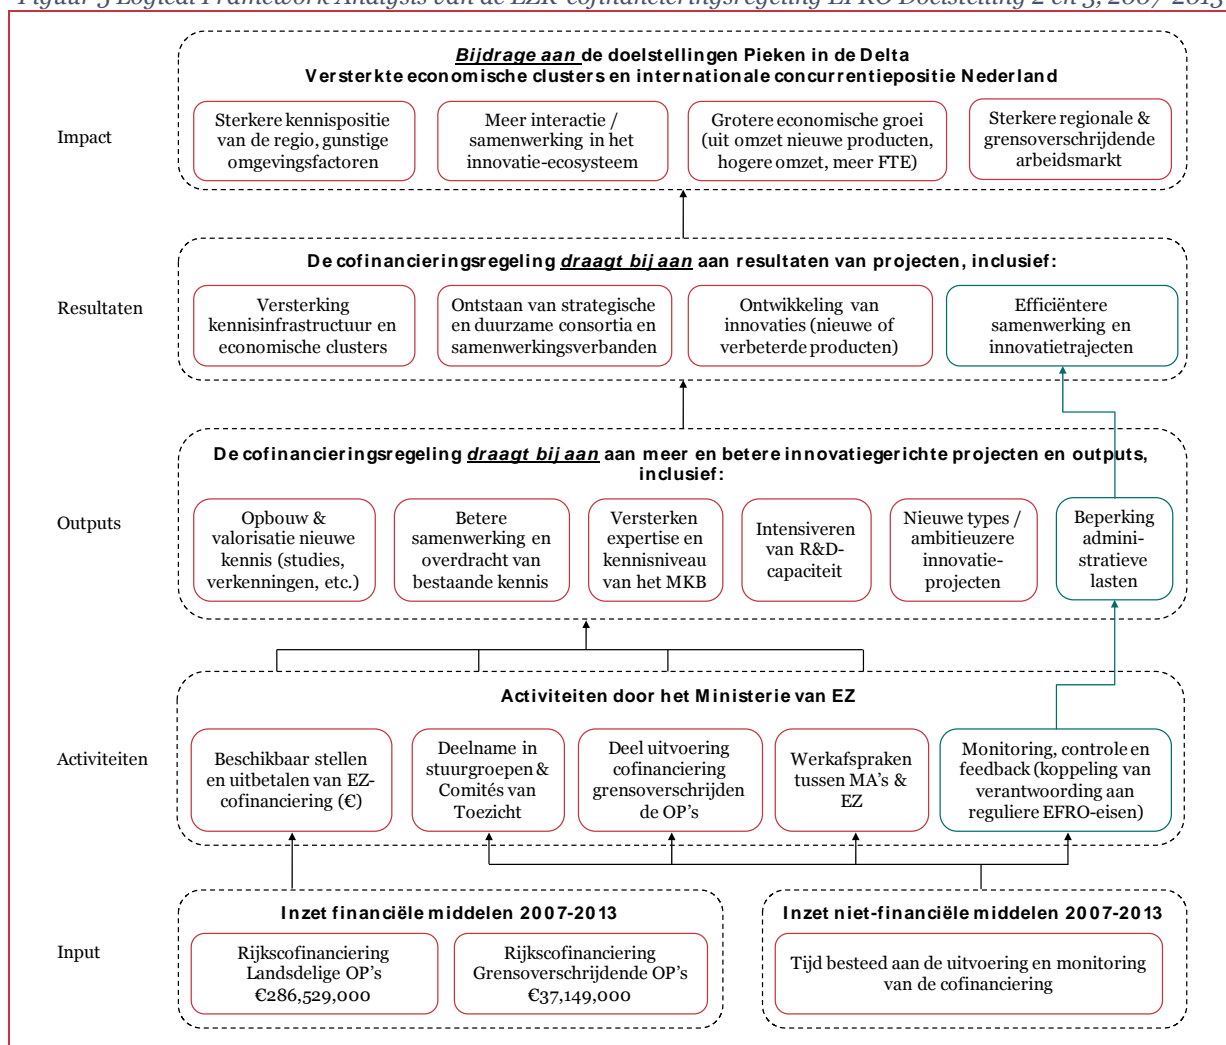 Figuur 3 Logical Framework Analysis van de EZK-cofinancieringsregeling EFRO Doelstelling 2 en 3, 2007-2013
Impact
Bijdrage aan de doelstellingen Pieken in de Delta
Versterkte economische clusters en internationale concurrentiepositie Nederland
Sterkere kennispositie
van de regio, gunstige
omgevingsfactoren
Meer interactie /
samenwerking in het
innovatie-ecosysteem
Grotere economische groei
(uit omzet nieuwe producten,
hogere omzet, meer FTE)
Sterkere regionale &
grensoverschrijdende
arbeidsmarkt
Resultaten
De cofinancieringsregeling draagt bij aan aan resultaten van projecten, inclusief:
Versterking
kennisinfrastructuur en
economische clusters
Ontstaan van strategische
en duurzame consortia en
samenwerkingsverbanden
Ontwikkeling van
innovaties (nieuwe of
verbeterde producten)
Efficiëntere
samenwerking en
innovatietrajecten
Outputs
De cofinancieringsregeling draagt bij aan aan meer en betere innovatiegerichte projecten en outputs,
inclusief:
Opbouw &
valorisatie nieuwe
kennis (studies,
verkenningen, etc.)
Betere
samenwerking en
overdracht van
bestaande kennis
Versterken
expertise en
kennisniveau
van het MKB
Intensiveren
van R&D-
capaciteit
Nieuwe types /
ambitieuzere
innovatie-
projecten
Beperking
admini-
stratieve
lasten
Activiteiten
Activiteiten door het Ministerie van EZ
Beschikbaar stellen
en uitbetalen van EZ-
cofinanciering (€)
Deelname in
stuurgroepen &
Comités van
Toezicht
Deel uitvoering
cofinanciering
grensoverschrijden
de OP's
Werkafspraken
tussen MA's &
EZ
Monitoring, controle en
feedback (koppeling van
verantwoording aan
reguliere EFRO-eisen)
Input
Inzet financiële middelen 2007-2013
Rijkscofinanciering
Landsdelige OP's
€286,529,000
Rijkscofinanciering
Grensoverschrijdende OP's
€37,149,000
Inzet niet-financiële middelen 2007-2013
Tijd besteed aan de uitvoering en monitoring
van de cofinanciering